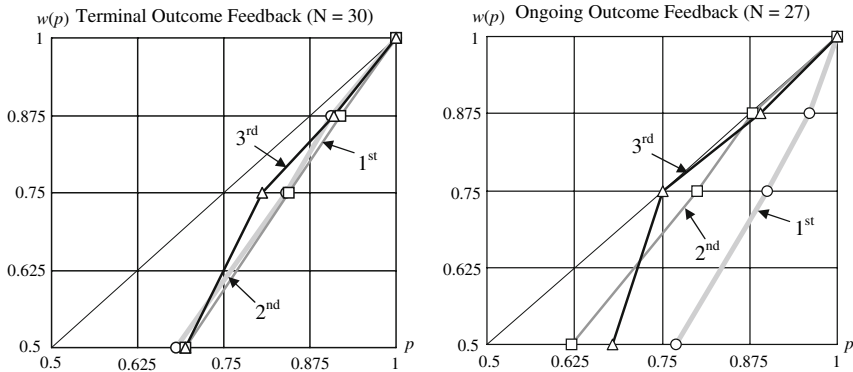 w(p) Terminal Outcome Feedback (N = 30)
1
0.875
0.75
0.625
0.5
3rd
1st
2nd
p
0.5 0.625 0.75 0.875 1
w(p) Ongoing Outcome Feedback (N = 27)
1
0.875
0.75
0.625
0.5
3rd
1st
2nd
p
0.5 0.625 0.75 0.875 1